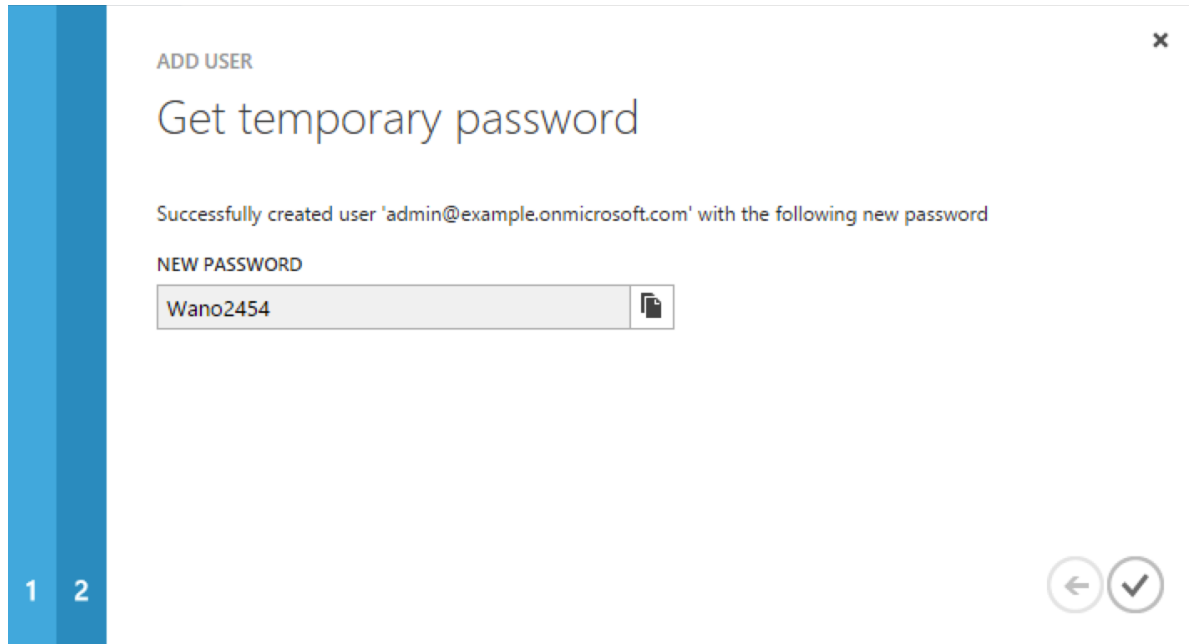 ADD USER
Get temporary password
Successfully created user 'admin@example.onmicrosoft.com' with the following new password
NEW PASSWORD
Wano2454
1 2